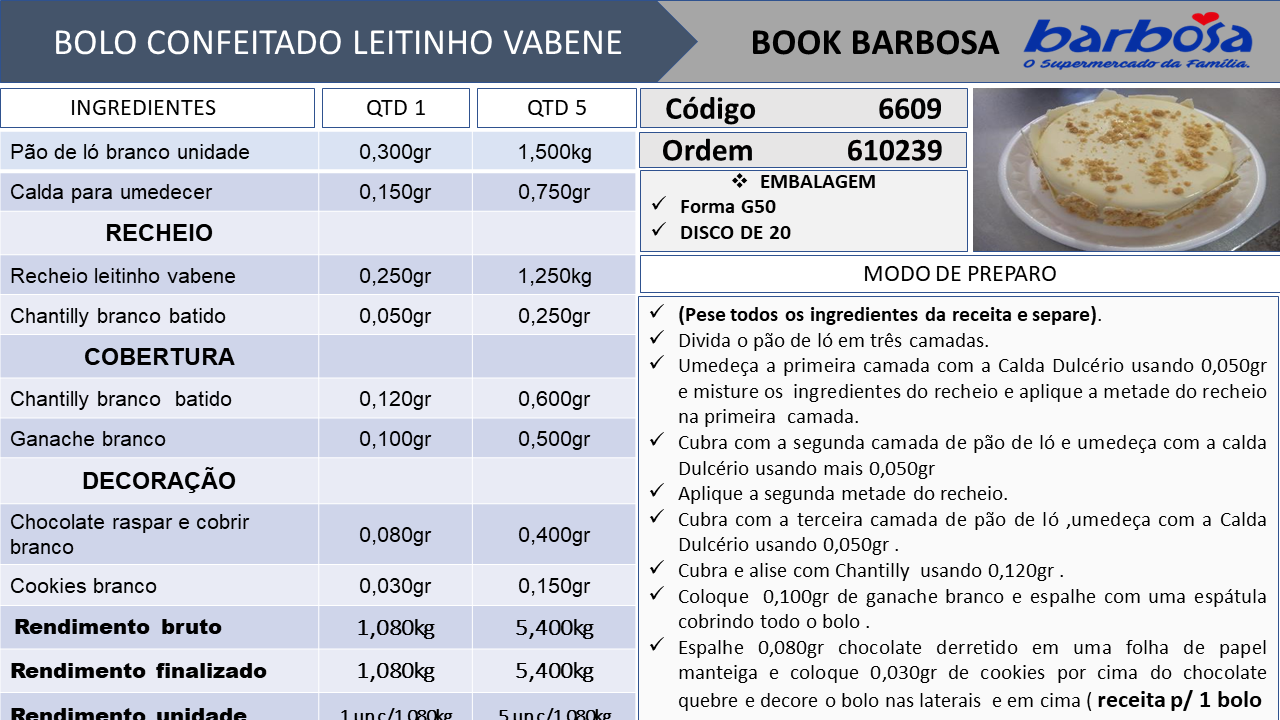 BOLO CONFEITADO LEITINHO VABENE
BOOK BARBOSA
barbosa
O Supermercado da Família.
INGREDIENTES QTD 1 QTD 5
Pão de ló branco unidade 0,300gr 1,500kg
Calda para umedecer 0,150gr 0,750gr
RECHEIO
Recheio leitinho vabene 0,250gr 1,250kg
Chantilly branco batido 0,050gr 0,250gr
COBERTURA
Chantilly branco batido 0,120gr 0,600gr
Ganache branco 0,100gr 0,500gr
DECORAÇÃO
Chocolate raspar e cobrir
branco 0,080gr 0,400gr
Cookies branco 0,030gr 0,150gr
Rendimento bruto 1,080kg 5,400kg
Rendimento finalizado 1,080kg 5,400kg
Rendimento unidade 1 un c/1,080kg 5 un c/1,080kg
Código 6609
Ordem 610239
❖ EMBALAGEM
✓ Forma G50
✓ DISCO DE 20
MODO DE PREPARO
✓ (Pese todos os ingredientes da receita e separe).
✓ Divida o pão de ló em três camadas.
✓ Umedeça a primeira camada com a Calda Dulcério usando 0,050gr
e misture os ingredientes do recheio e aplique a metade do recheio
na primeira camada.
✓ Cubra com a segunda camada de pão de ló e umedeça com a calda
Dulcério usando mais 0,050gr
✓ Aplique a segunda metade do recheio.
✓ Cubra com a terceira camada de pão de ló ,umedeça com a Calda
Dulcério usando 0,050gr .
✓ Cubra e alise com Chantilly usando 0,120gr .
✓ Coloque 0,100gr de ganache branco e espalhe com uma espátula
cobrindo todo o bolo .
✓ Espalhe 0,080gr chocolate derretido em uma folha de papel
manteiga e coloque 0,030gr de cookies por cima do chocolate
quebre e decore o bolo nas laterais e em cima ( receita p/ 1 bolo